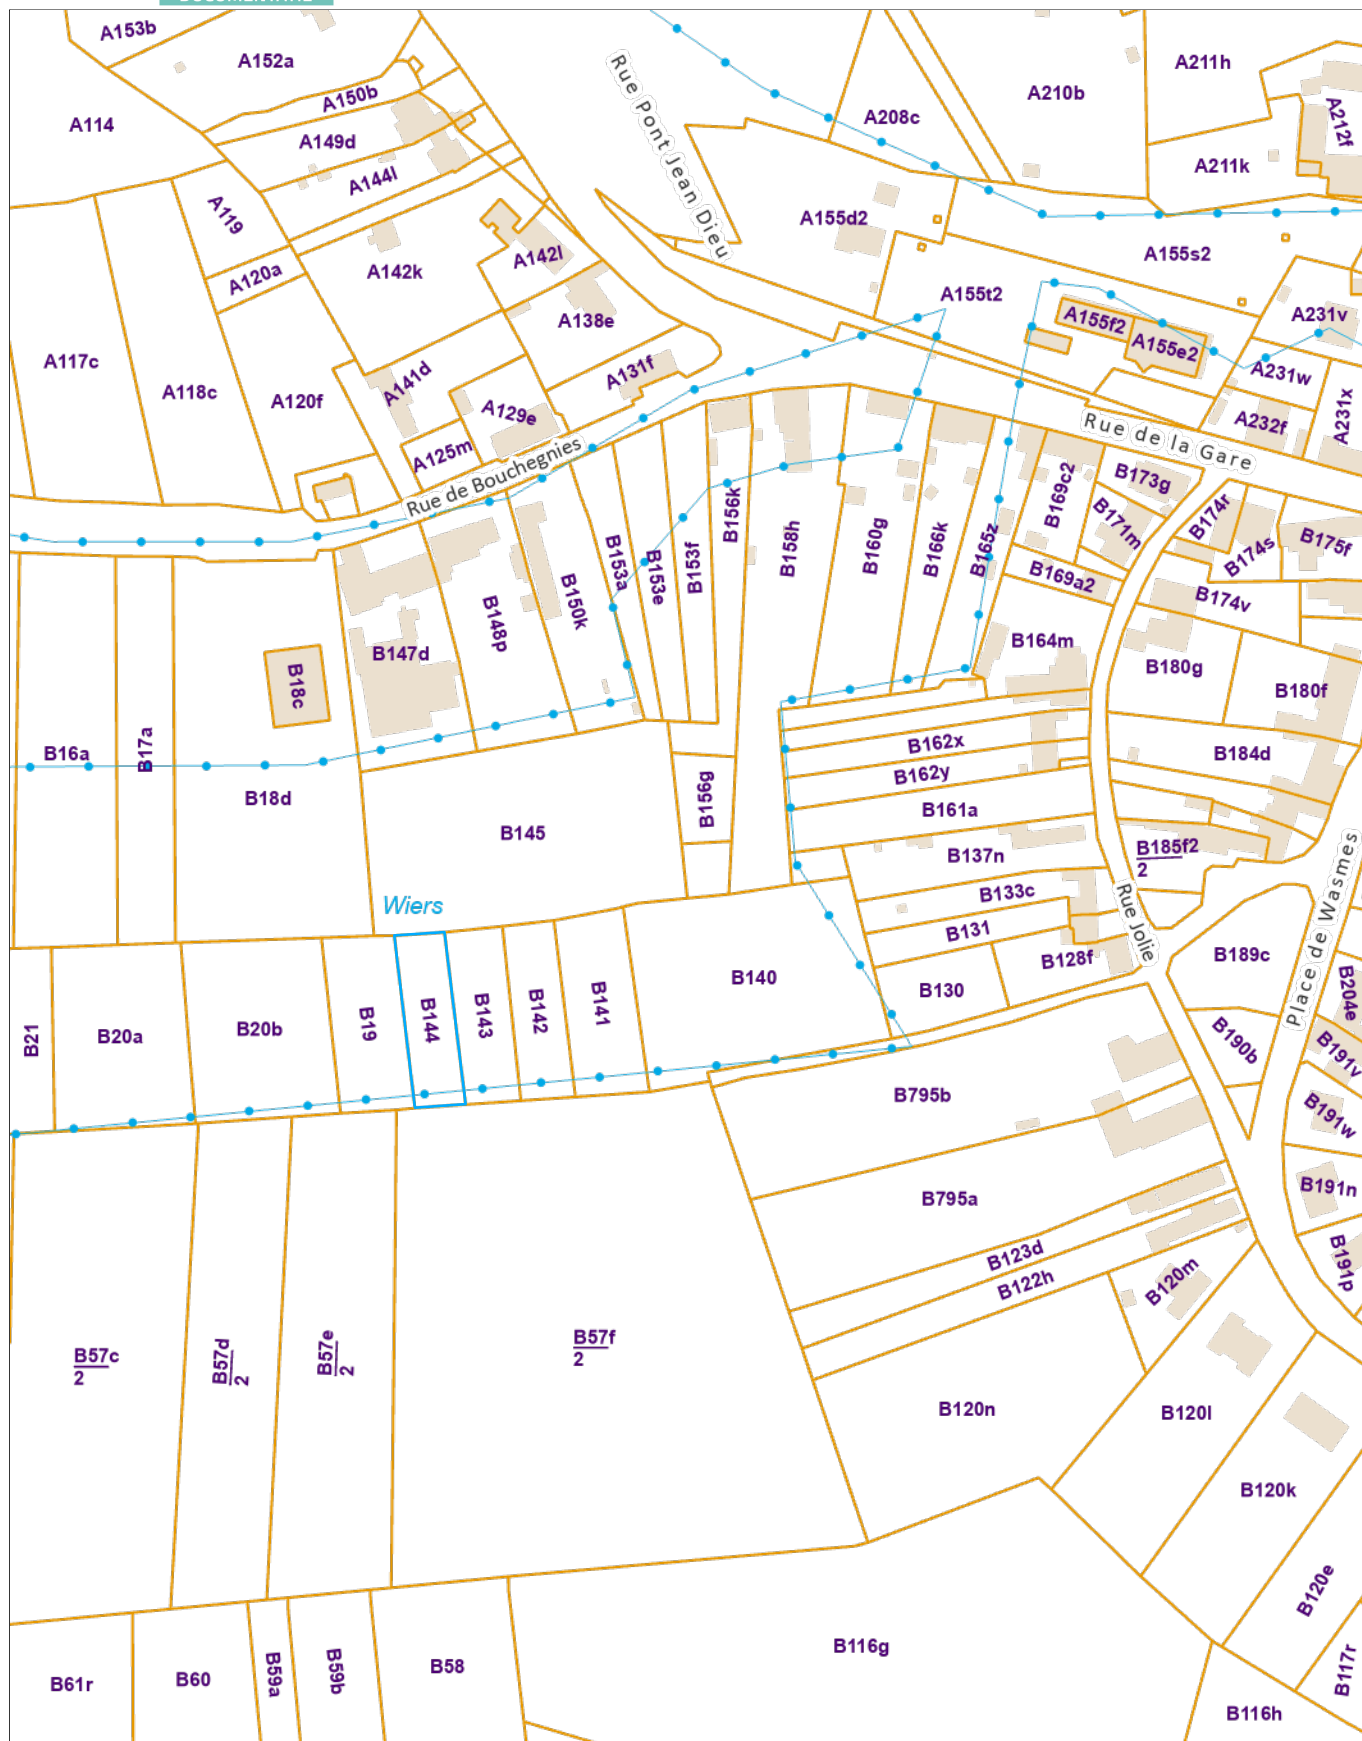 A153b
A152a
A150b
A114
A149d
A144l
A119
A120a
A142k
A142l
A138e
A131f
A117c
A118c
A120f
A141d
A129e
A125m
Rue de Bouchegnies
Rue Pont Jean Dieu
A208c
A210b
A211h
A212f
A211k
A155d2
A155s2
A155t2
A155f2
A155e2
A231v
A231w
A231x
A232f
Rue de la Gare
B173g
B169c2
B171m
B174r
B174s
B175f
B156k
B158h
B160g
B166k
B165z
B153a
B153e
B153f
B150k
B148p
B147d
B18c
B169a2
B164m
B174v
B180g
B180f
B16a
B17a
B18d
B145
B156g
B162x
B162y
B161a
B137n
B133c
B131
B130
B128f
B184d
B185f2
2
Rue Jolie
Place de Wasmes
Wiers
B21
B20a
B20b
B19
B144
B143
B142
B141
B140
B189c
B190b
B204e
B191v
B191w
B191n
B191p
B795b
B795a
B123d
B122h
B120m
B57c
2
B57d
2
B57e
2
B57f
2
B120n
B120l
B120k
B120e
B117r
B61r
B60
B59a
B59b
B58
B116g
B116h